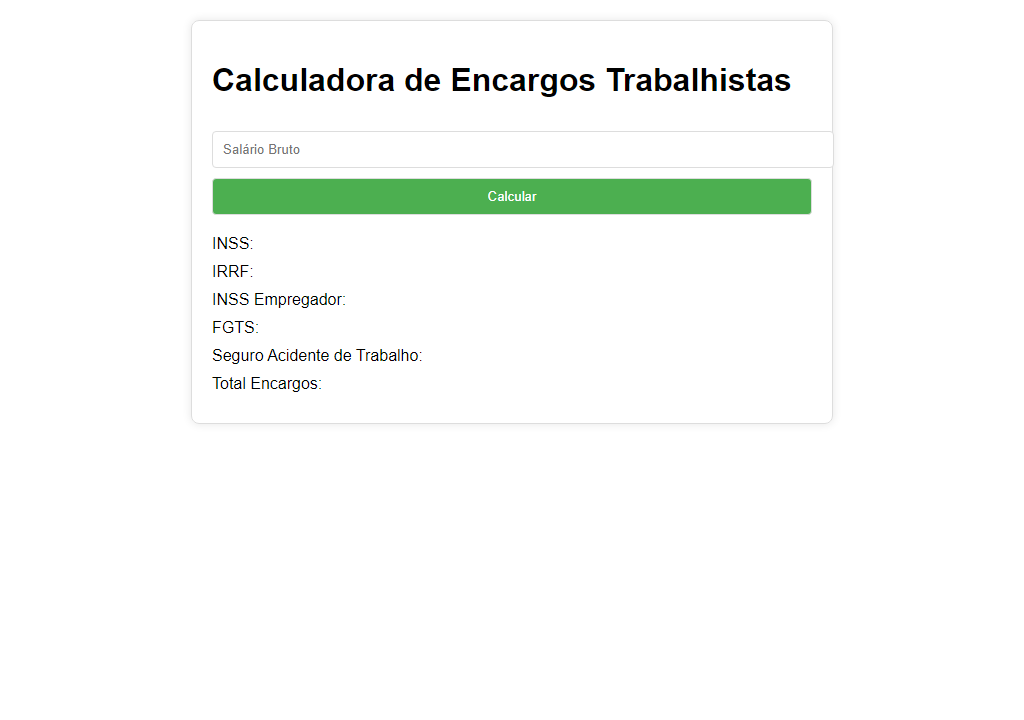 Calculadora de Encargos Trabalhistas
Salário Bruto
Calcular
INSS:
IRRF:
INSS Empregador:
FGTS:
Seguro Acidente de Trabalho:
Total Encargos: